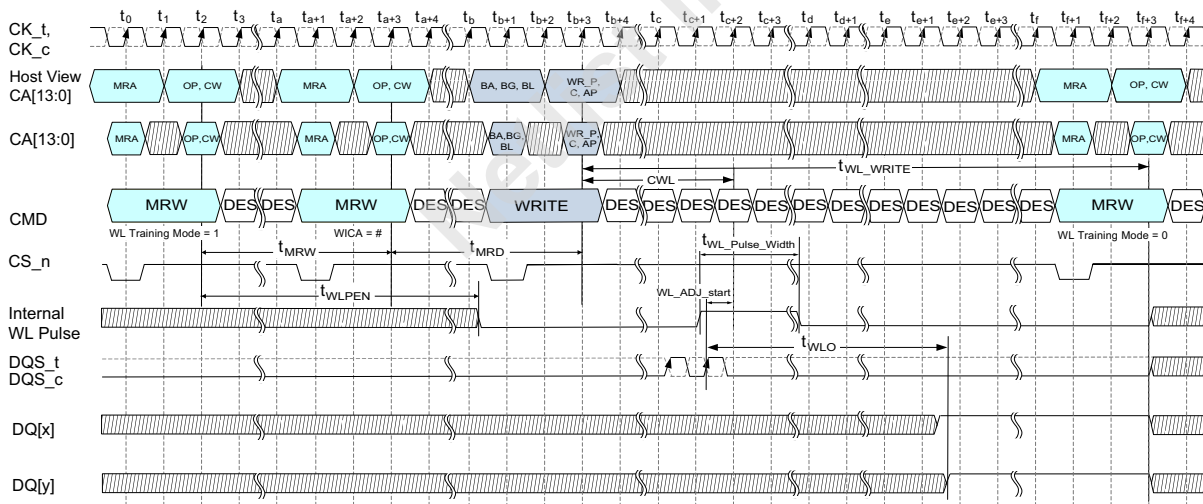 t0 t1 t2 t3 ta ta+1 ta+2 ta+3 ta+4 tb tb+1 tb+2 tb+3 tb+4 tc tc+1 tc+2 tc+3 td td+1 te te+1 te+2 te+3 tf tf+1 tf+2 tf+3 tf+4
CK_t,
CK_c
Host View
CA[13:0]
MRA OP, CW MRA OP, CW BA, BG, BL WR_P, C, AP MRA OP, CW
CA[13:0] MRA OP,CW MRA OP,CW BA,BG, BL WR_P, C, AP MRA OP,CW
tWL_WRITE
CWL
CMD MRW DES DES MRW DES DES WRITE DES DES DES DES DES DES DES DES DES DES DES MRW DES
WL Training Mode = 1 WICA = # WL Training Mode = 0
tMRW tMRD tWL_Pulse_Width
CS_n
tWLPEN WL_ADJ_start
Internal
WL Pulse
tWLO
DQS_t
DQS_c
DQ[x]
DQ[y]